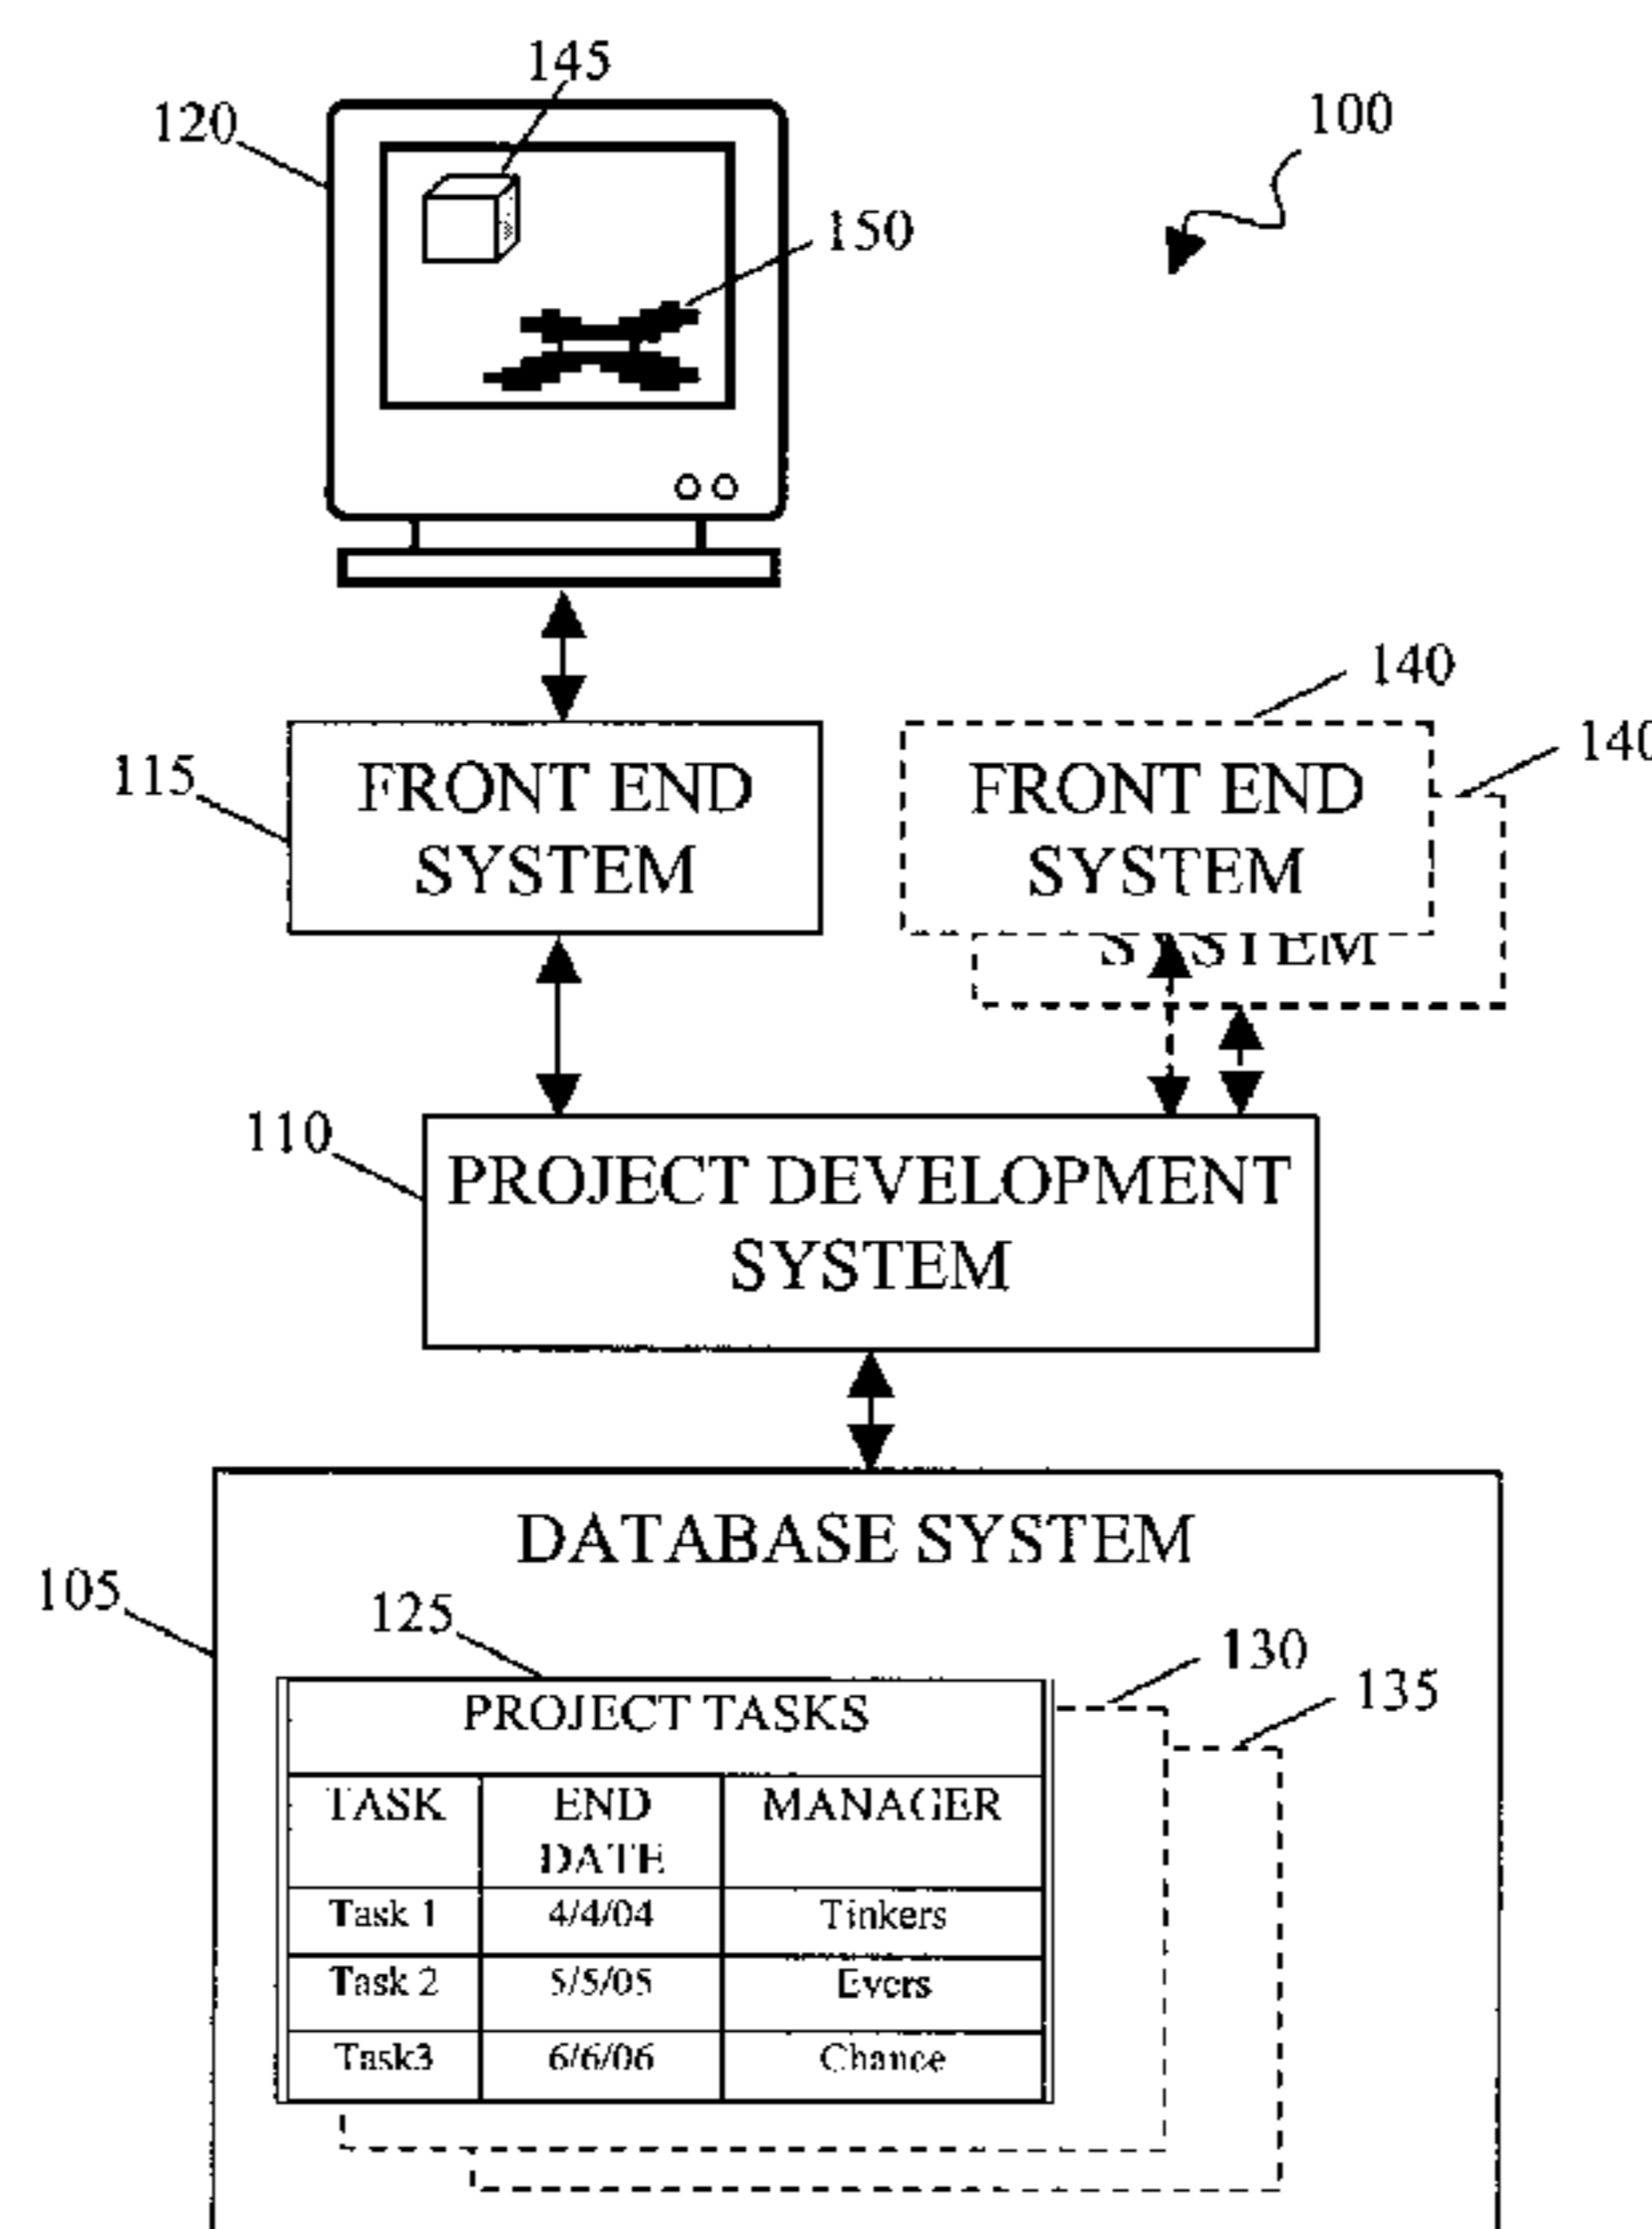 145
120
100
150
140
140
115
FRONT END
SYSTEM
FRONT END
SYSTEM
SYSTEM
110
PROJECT DEVELOPMENT
SYSTEM
DATABASE SYSTEM
105
125
130
135
PROJECT TASKS
TASK END MANAGER
DATE
Task 1 4/4/04 Tinkers
Task 2 5/5/05 Evers
Task3 6/6/06 Chance